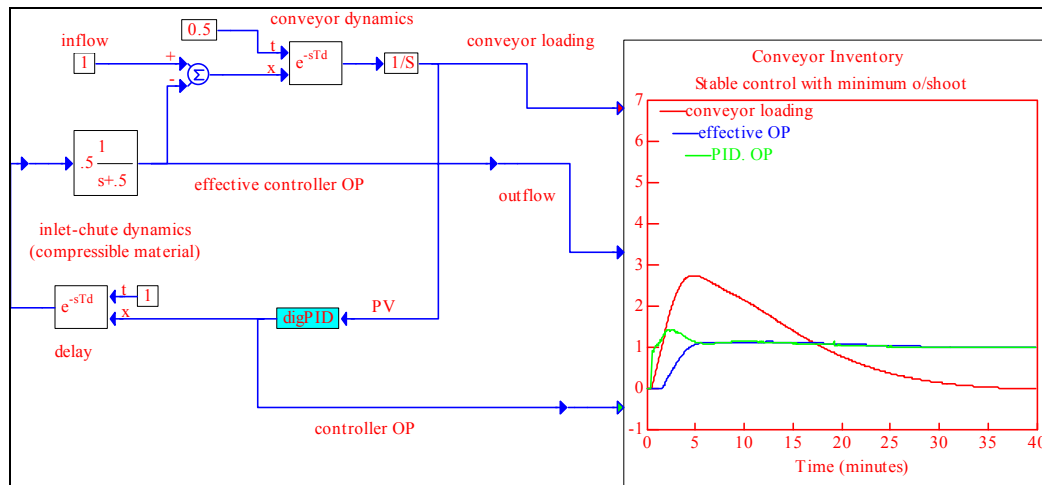 conveyor dynamics
0.5
inflow
1
+
-
Σ
t
x
e-sTd
1/S
conveyor loading
.5 1 s+.5
effective controller OP
outflow
inlet-chute dynamics
(compressible material)
e-sTd
t
1
x
digPID
PV
delay
controller OP
Conveyor Inventory
Stable control with minimum o/shoot
conveyor loading
effective OP
PID. OP
7
6
5
4
3
2
1
0
-1
0 5 10 15 20 25 30 35 40
Time (minutes)